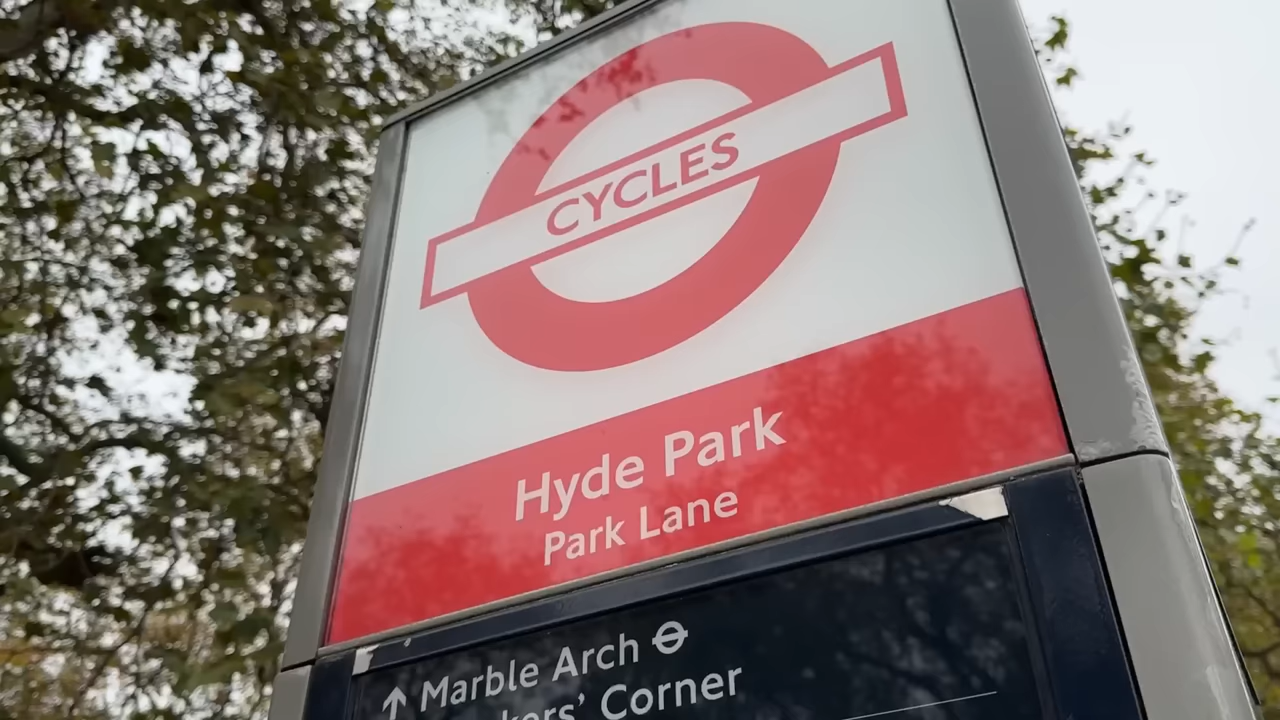 CYCLES
Hyde Park
Park Lane
↑ Marble Arch
Corner